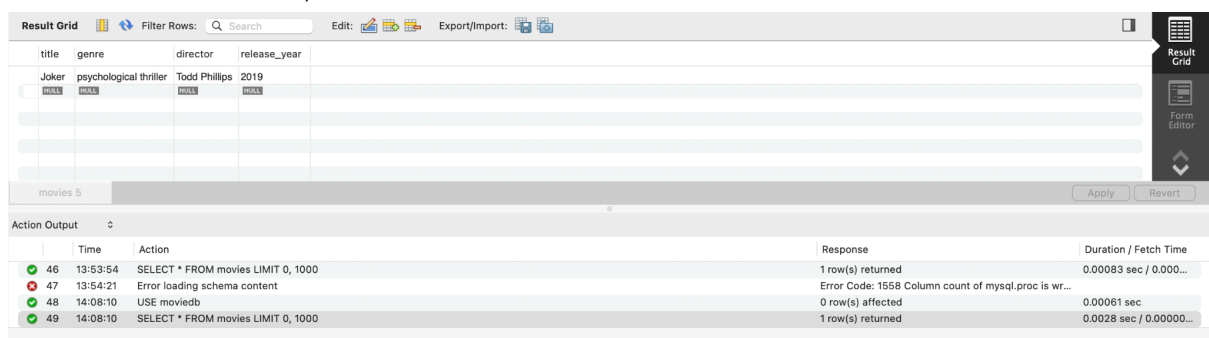 Result Grid Filter Rows: Search Edit: Export/Import:
title genre director release_year
Joker psychological thriller Todd Phillips 2019
NULL NULL NULL NULL
Result
Grid
Form
Editor
movies 5 Apply Revert
Action Output
Time Action Response Duration / Fetch Time
46 13:53:54 SELECT * FROM movies LIMIT 0, 1000 1 row(s) returned 0.00083 sec / 0.000...
47 13:54:21 Error loading schema content Error Code: 1558 Column count of mysql.proc is wr...
48 14:08:10 USE moviedb 0 row(s) affected 0.00061 sec
49 14:08:10 SELECT * FROM movies LIMIT 0, 1000 1 row(s) returned 0.0028 sec / 0.00000...